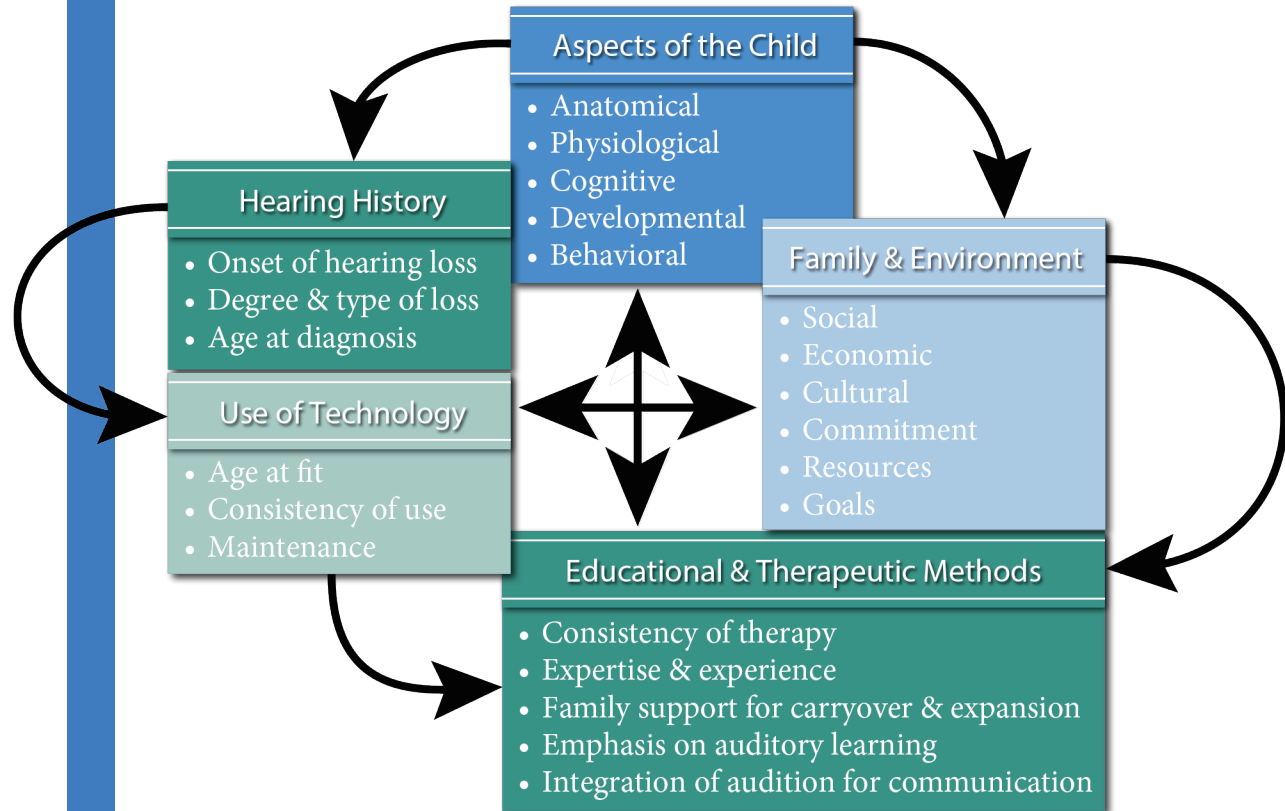 Aspects of the Child
• Anatomical
• Physiological
• Cognitive
• Developmental
• Behavioral
Hearing History
• Onset of hearing loss
• Degree & type of loss
• Age at diagnosis
Family & Environment
• Social
• Economic
• Cultural
• Commitment
• Resources
• Goals
Use of Technology
• Age at fit
• Consistency of use
• Maintenance
Educational & Therapeutic Methods
• Consistency of therapy
• Expertise & experience
• Family support for carryover & expansion
• Emphasis on auditory learning
• Integration of audition for communication